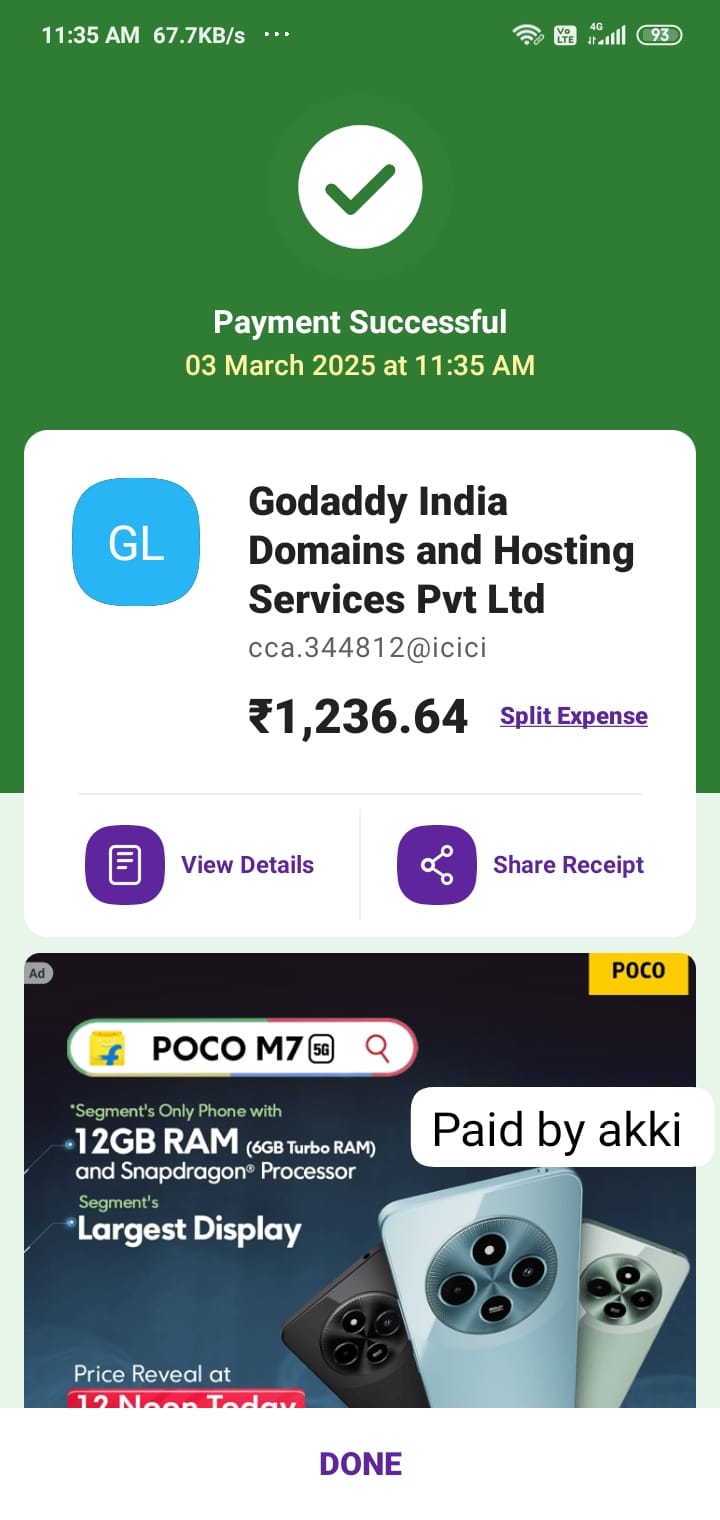 11:35 AM 67.7KB/s ...
Vo LTE 4G 93
Payment Successful
03 March 2025 at 11:35 AM
GL
Godaddy India
Domains and Hosting
Services Pvt Ltd
cca.344812@icici
₹1,236.64 Split Expense
View Details Share Receipt
Ad
POCO
POCO M7 5G
*Segment's Only Phone with
12GB RAM (6GB Turbo RAM)
and Snapdragon® Processor
Paid by akki
Segment's
Largest Display
Price Reveal at
12 Noon Today
DONE